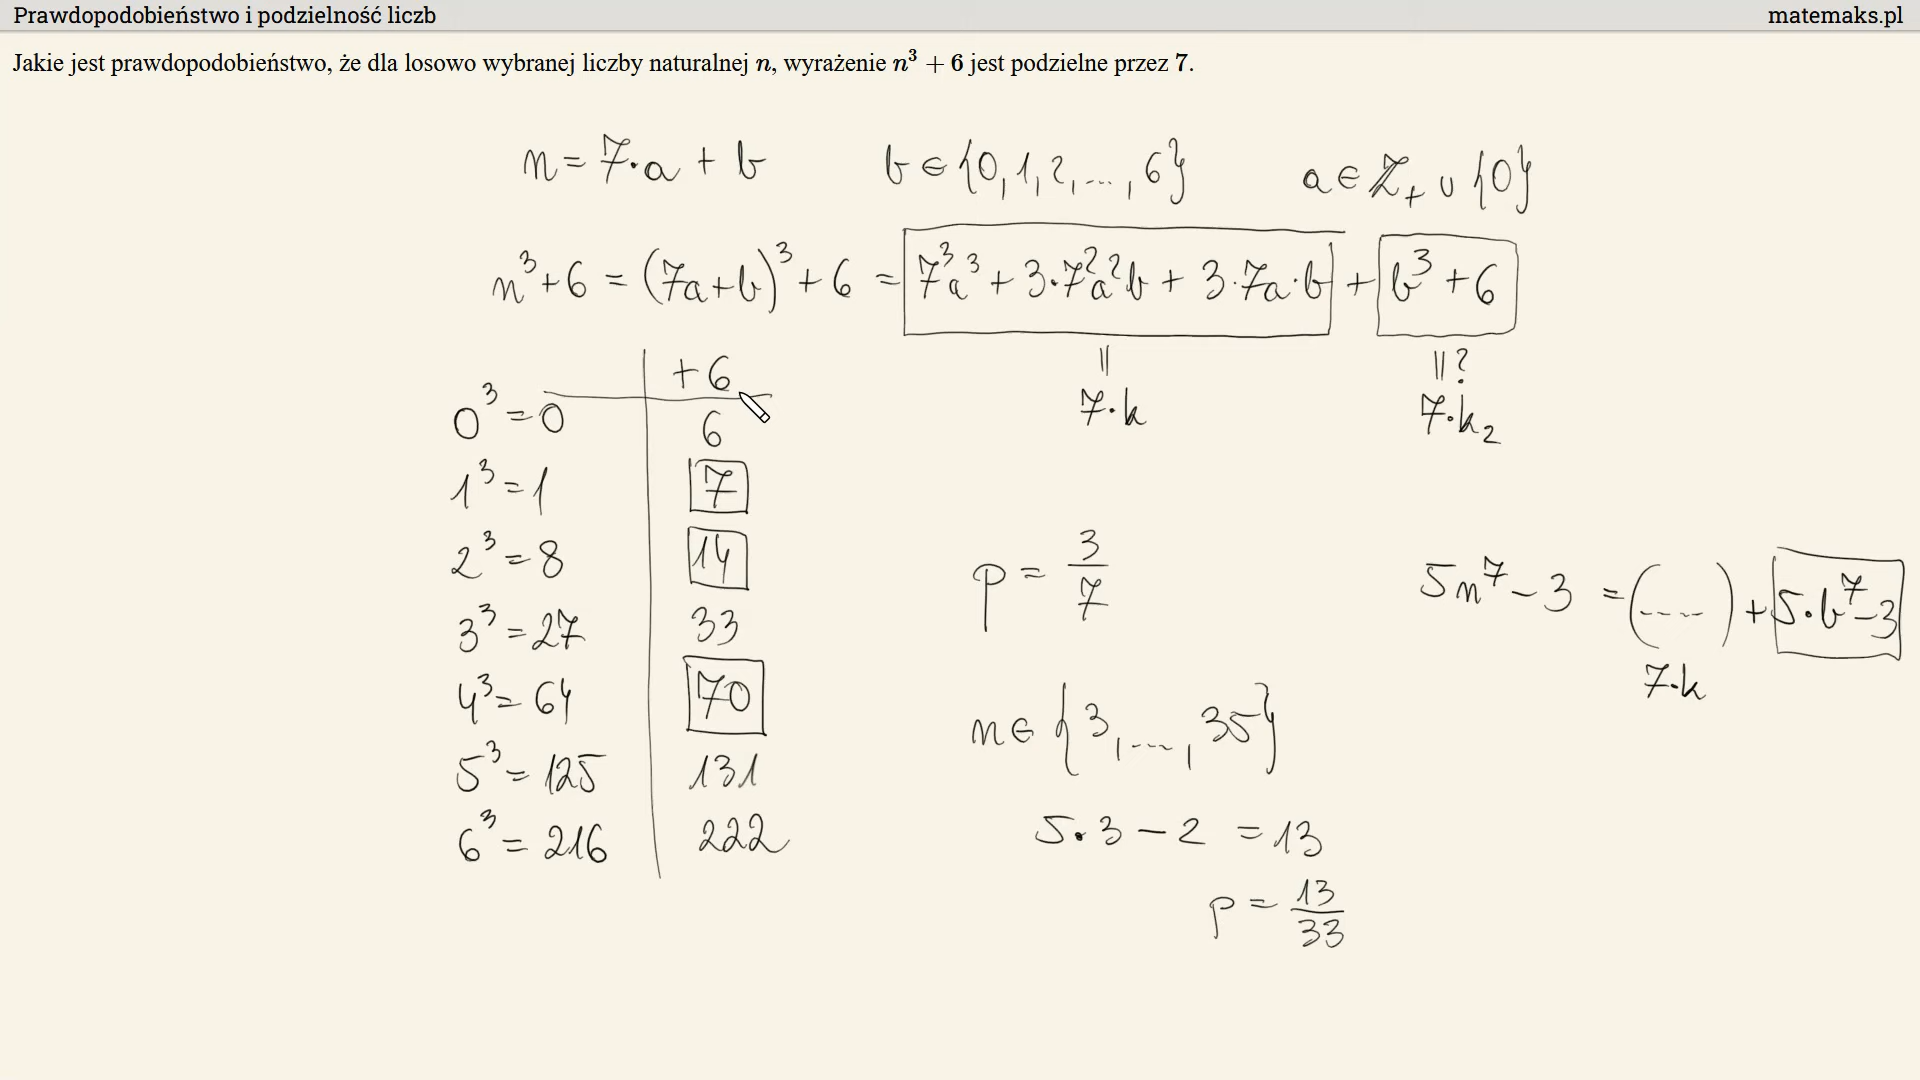 Prawdopodobieństwo i podzielność liczb
matemaks.pl
Jakie jest prawdopodobieństwo, że dla losowo wybranej liczby naturalnej n, wyrażenie n³ + 6 jest podzielne przez 7.
n = 7·a + b
b ∈ {0, 1, 2, ..., 6}
a ∈ Z₊ ∪ {0}
n³ + 6 = (7a+b)³ + 6 = 7³a³ + 3·7²a²b + 3·7a·b + b³ + 6
= 7·k
= ? 7·k₂
+6
0³ = 0 6
1³ = 1 7
2³ = 8 14
3³ = 27 33
4³ = 64 70
5³ = 125 131
6³ = 216 222
p = 3/7
n ∈ {3, ..., 35}
5·3 − 2 = 13
p = 13/33
5n⁷ − 3 = (....) + 5·b⁷−3
7·k